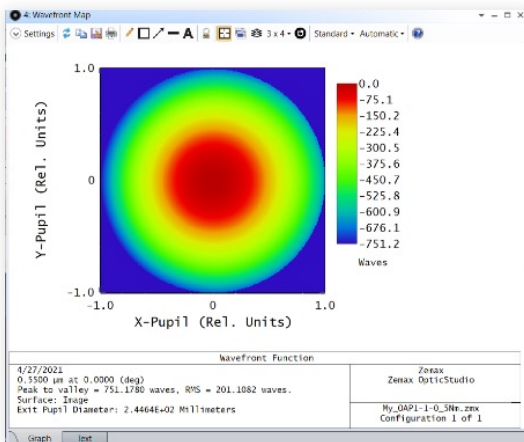 4: Wavefront Map
Settings
A
3 x 4
Standard
Automatic
1.0
0
-1.0
Y-Pupil (Rel. Units)
-1.0
0
1.0
X-Pupil (Rel. Units)
0.0
-75.1
-150.2
-225.4
-300.5
-375.6
-450.7
-525.8
-600.9
-676.1
-751.2
Waves
Wavefront Function
4/27/2021
0.5500 µm at 0.0000 (deg)
Peak to valley = 751.1780 waves, RMS = 201.1082 waves.
Surface: Image
Exit Pupil Diameter: 2.4464E+02 Millimeters
Zemax
Zemax OpticStudio
My_OAP1-1-0_5Nm.zmx
Configuration 1 of 1
Graph
Text